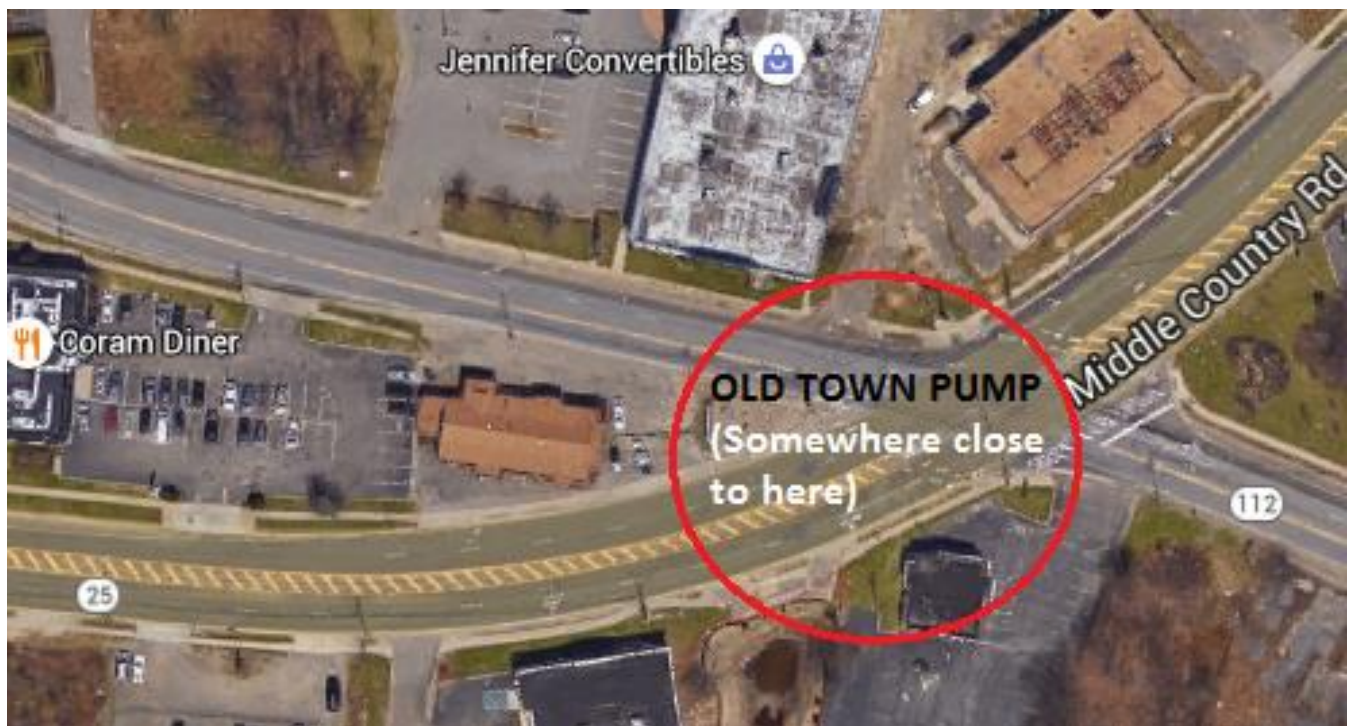 Jennifer Convertibles
Middle Country Rd
Coram Diner
OLD TOWN PUMP
(Somewhere close
to here)
112
25